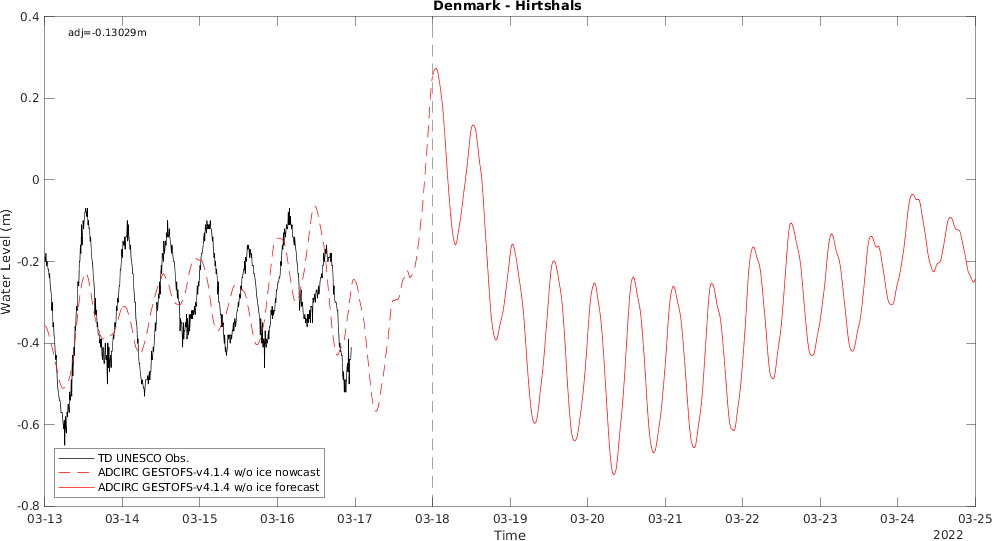 Denmark - Hirtshals
adj=-0.13029m
0.4
0.2
0
-0.2
-0.4
-0.6
-0.8
Water Level (m)
TD UNESCO Obs.
ADCIRC GESTOFS-v4.1.4 w/o ice nowcast
ADCIRC GESTOFS-v4.1.4 w/o ice forecast
03-13 03-14 03-15 03-16 03-17 03-18 03-19 03-20 03-21 03-22 03-23 03-24 03-25
Time
2022